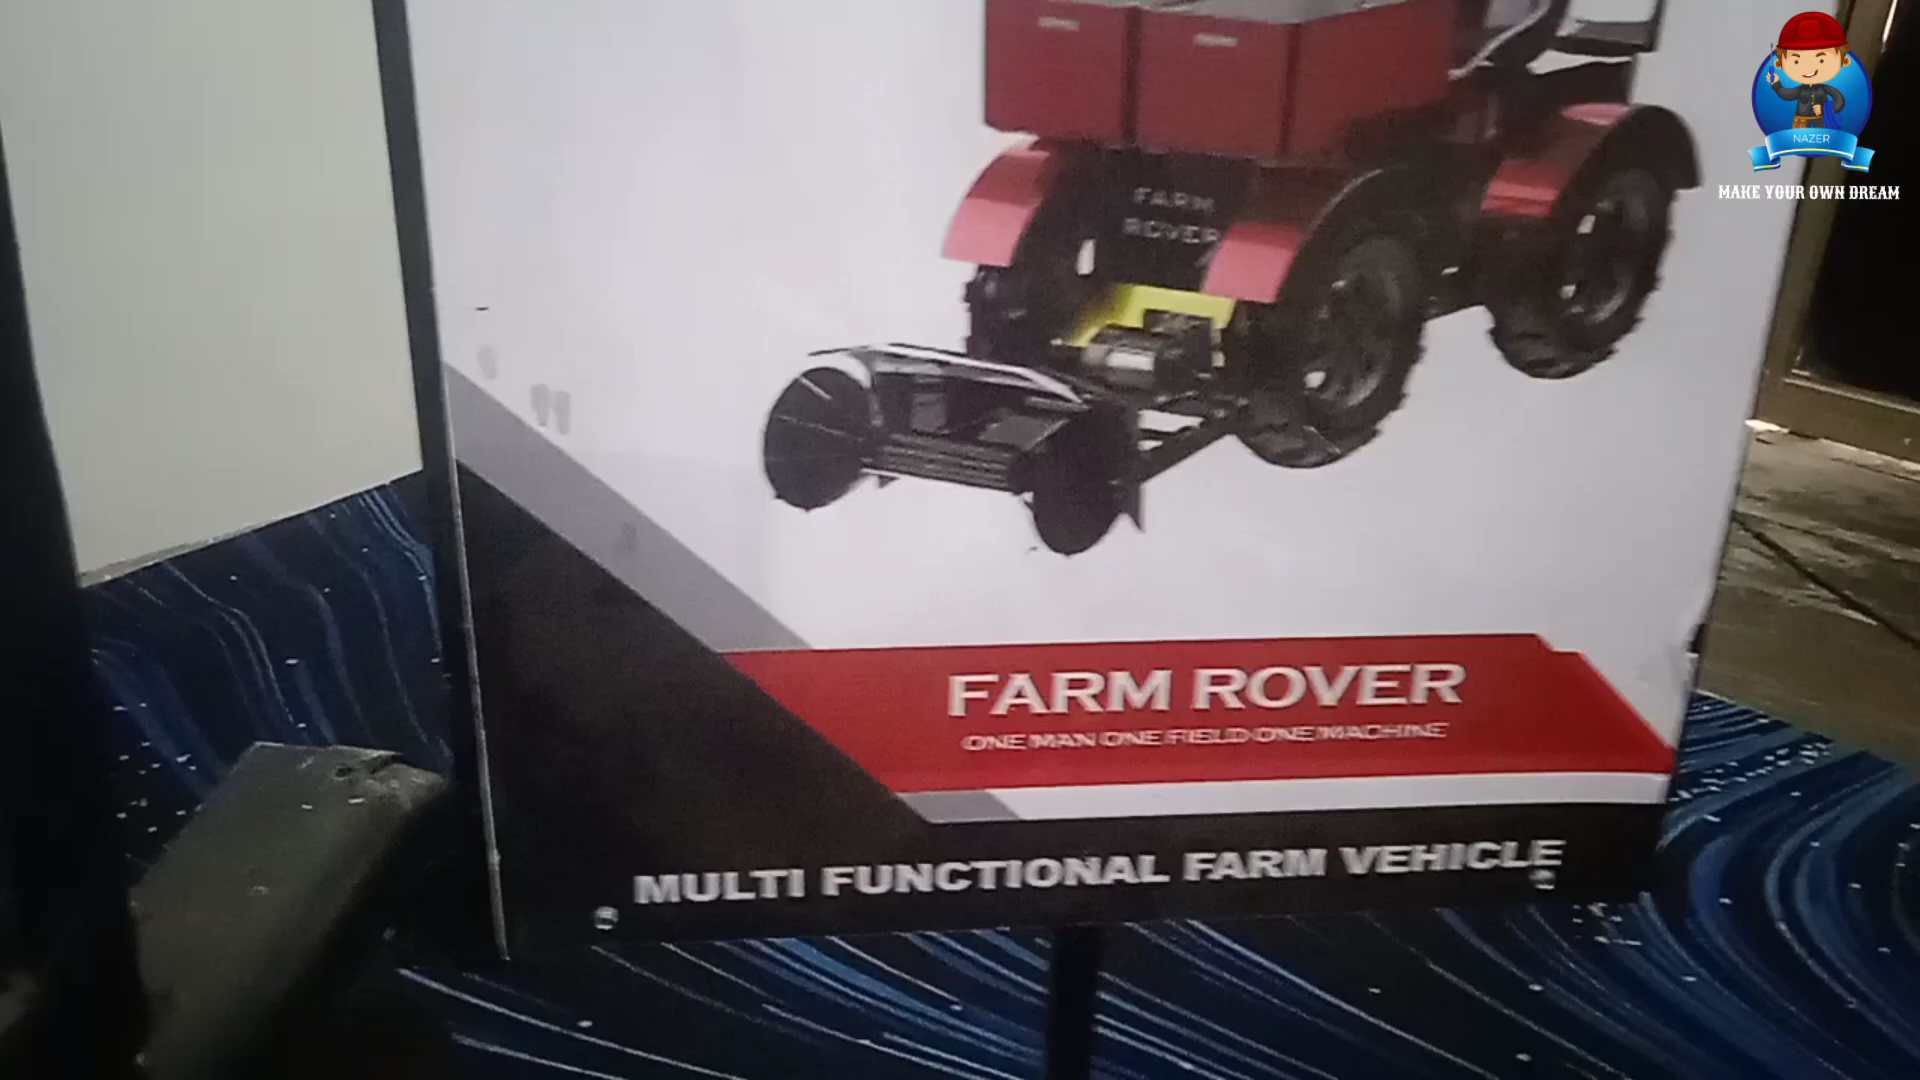 NAZER
MAKE YOUR OWN DREAM
FARM
ROVER
FARM ROVER
ONE MAN ONE FIELD ONE MACHINE
MULTI FUNCTIONAL FARM VEHICLE